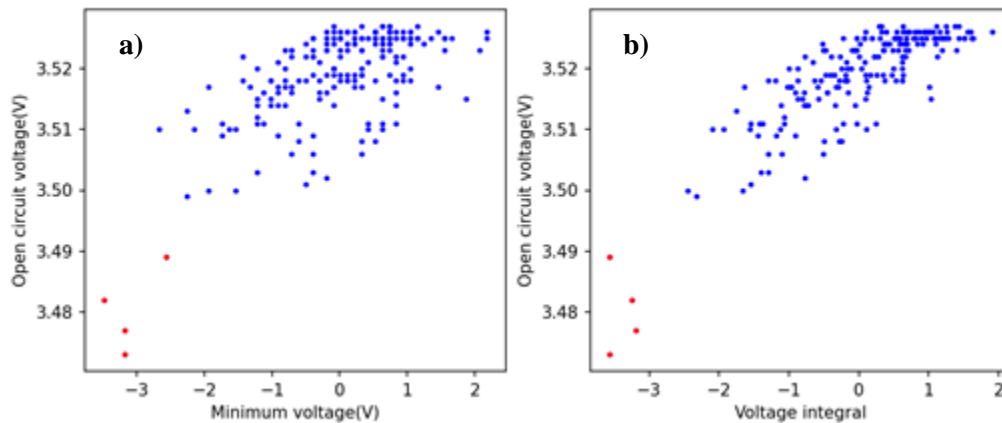 a)
Open circuit voltage(V)
3.52
3.51
3.50
3.49
3.48
−3 −2 −1 0 1 2
Minimum voltage(V)
b)
Open circuit voltage(V)
3.52
3.51
3.50
3.49
3.48
−3 −2 −1 0 1 2
Voltage integral